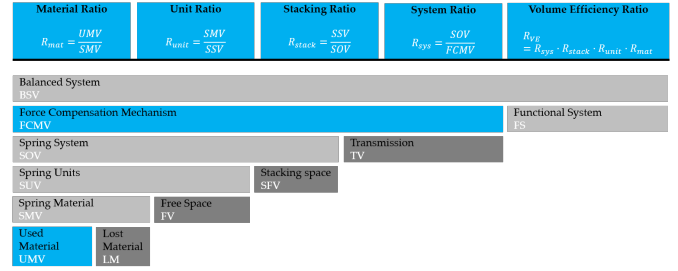 Material Ratio
R_mat = UMV/SMV
Unit Ratio
R_unit = SMV/SSV
Stacking Ratio
R_stack = SSV/SOV
System Ratio
R_sys = SOV/FCMV
Volume Efficiency Ratio
R_VE
= R_sys · R_stack · R_unit · R_mat
Balanced System
BSV
Force Compensation Mechanism
FCMV
Functional System
FS
Spring System
SOV
Transmission
TV
Spring Units
SUV
Stacking space
SFV
Spring Material
SMV
Free Space
FV
Used
Material
UMV
Lost
Material
LM